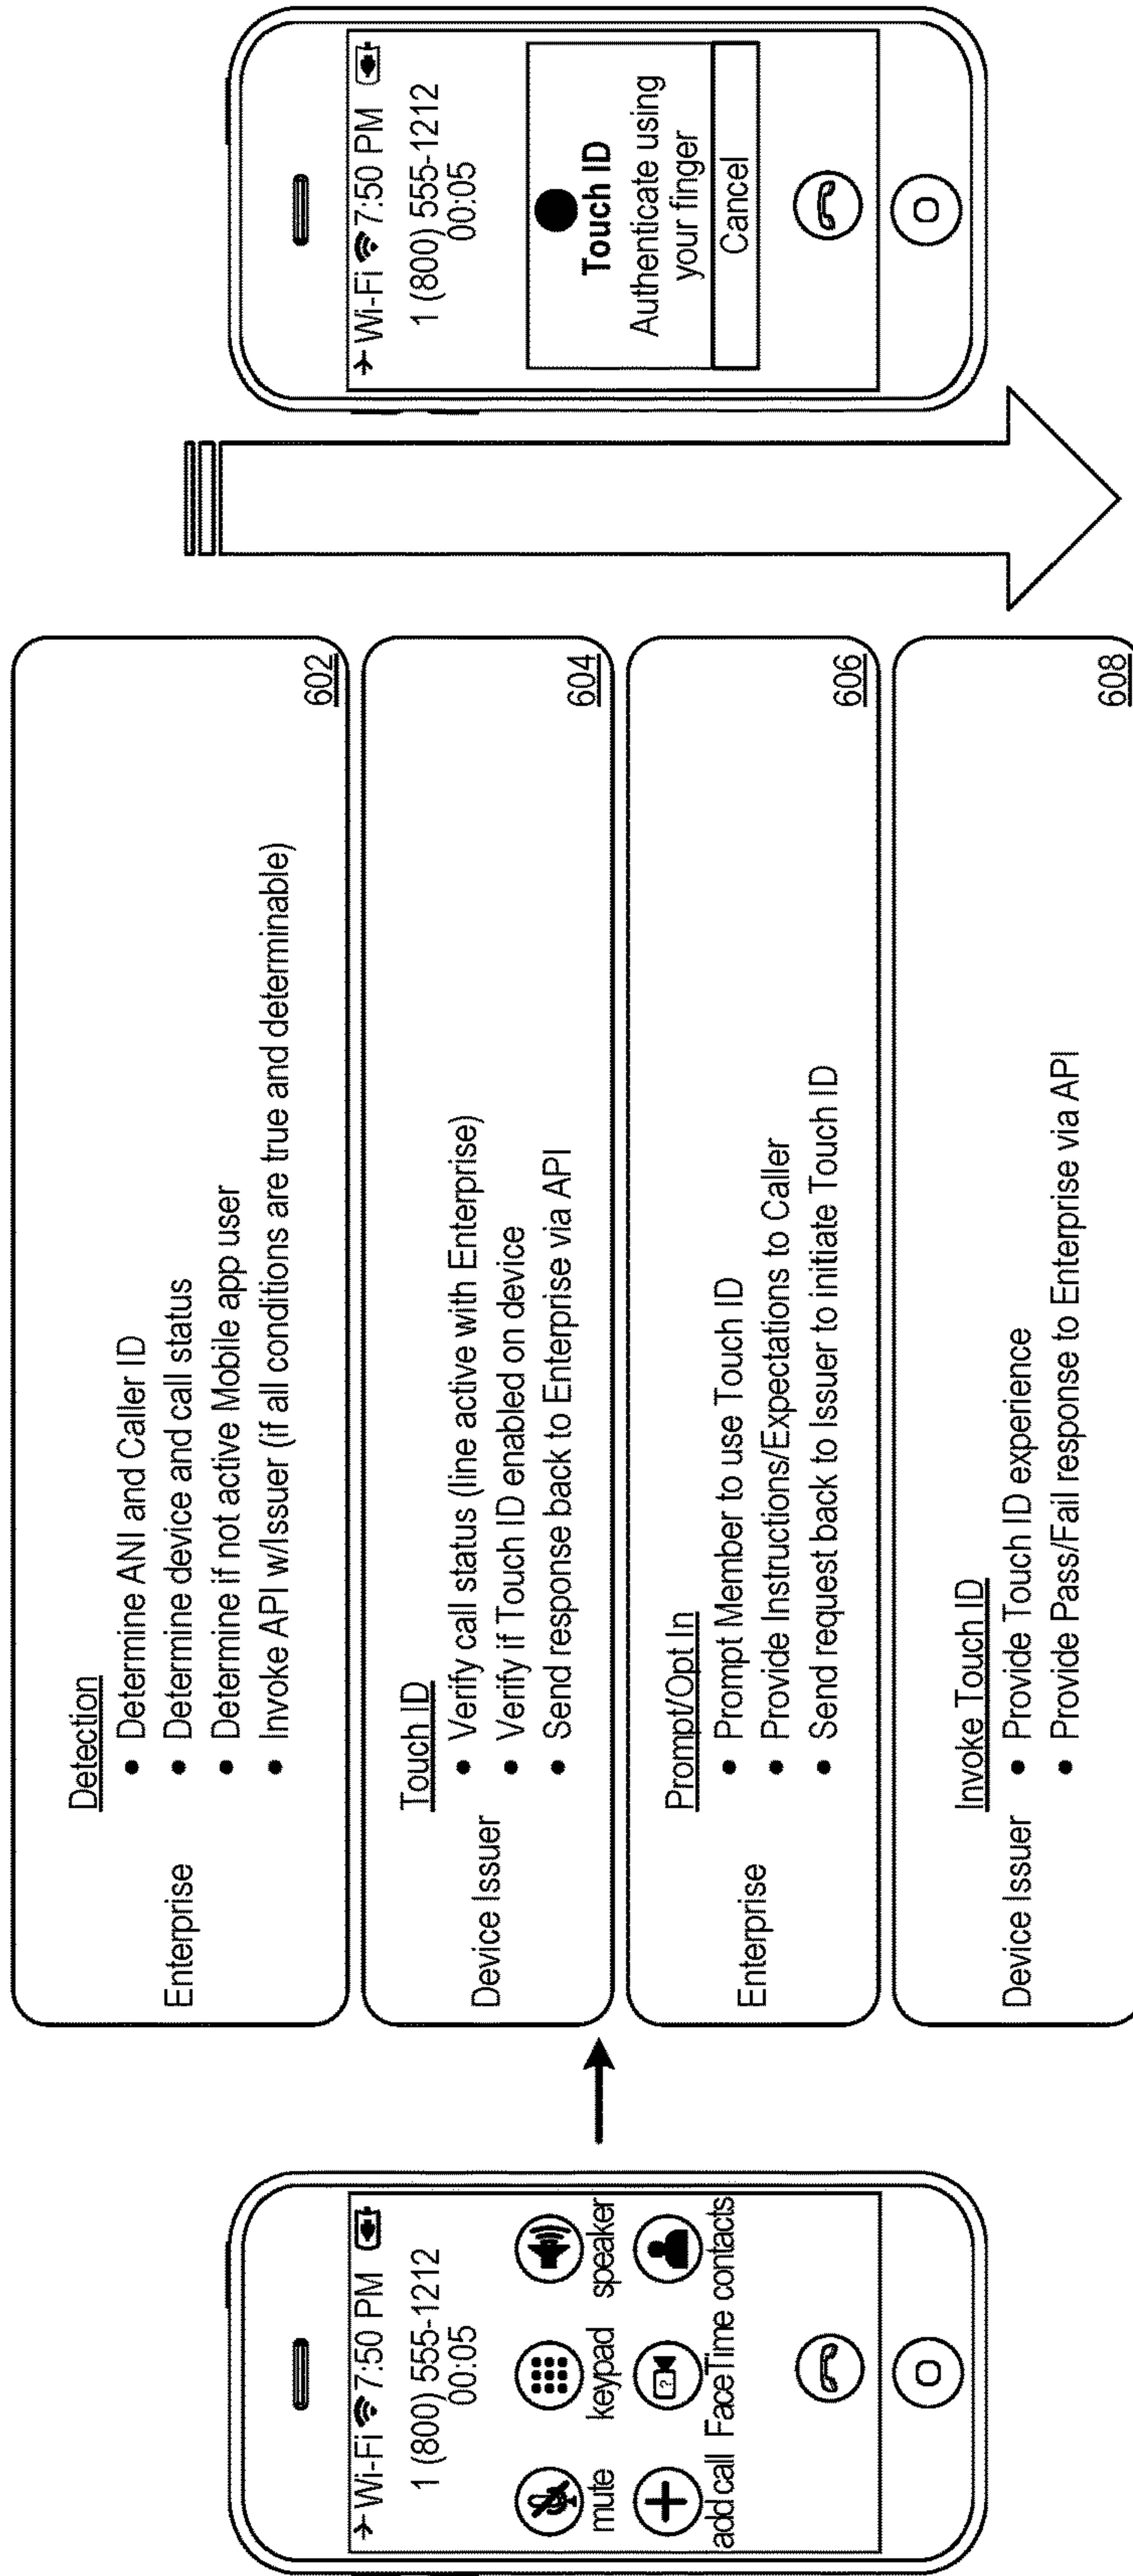 Wi-Fi 7:50 PM
1 (800) 555-1212
00:05
mute keypad speaker
add call FaceTime contacts
Enterprise
Detection
• Determine ANI and Caller ID
• Determine device and call status
• Determine if not active Mobile app user
• Invoke API w/Issuer (if all conditions are true and determinable)
602
Device Issuer
Touch ID
• Verify call status (line active with Enterprise)
• Verify if Touch ID enabled on device
• Send response back to Enterprise via API
604
Enterprise
Prompt/Opt In
• Prompt Member to use Touch ID
• Provide Instructions/Expectations to Caller
• Send request back to Issuer to initiate Touch ID
606
Device Issuer
Invoke Touch ID
• Provide Touch ID experience
• Provide Pass/Fail response to Enterprise via API
608
Wi-Fi 7:50 PM
1 (800) 555-1212
00:05
Touch ID
Authenticate using
your finger
Cancel